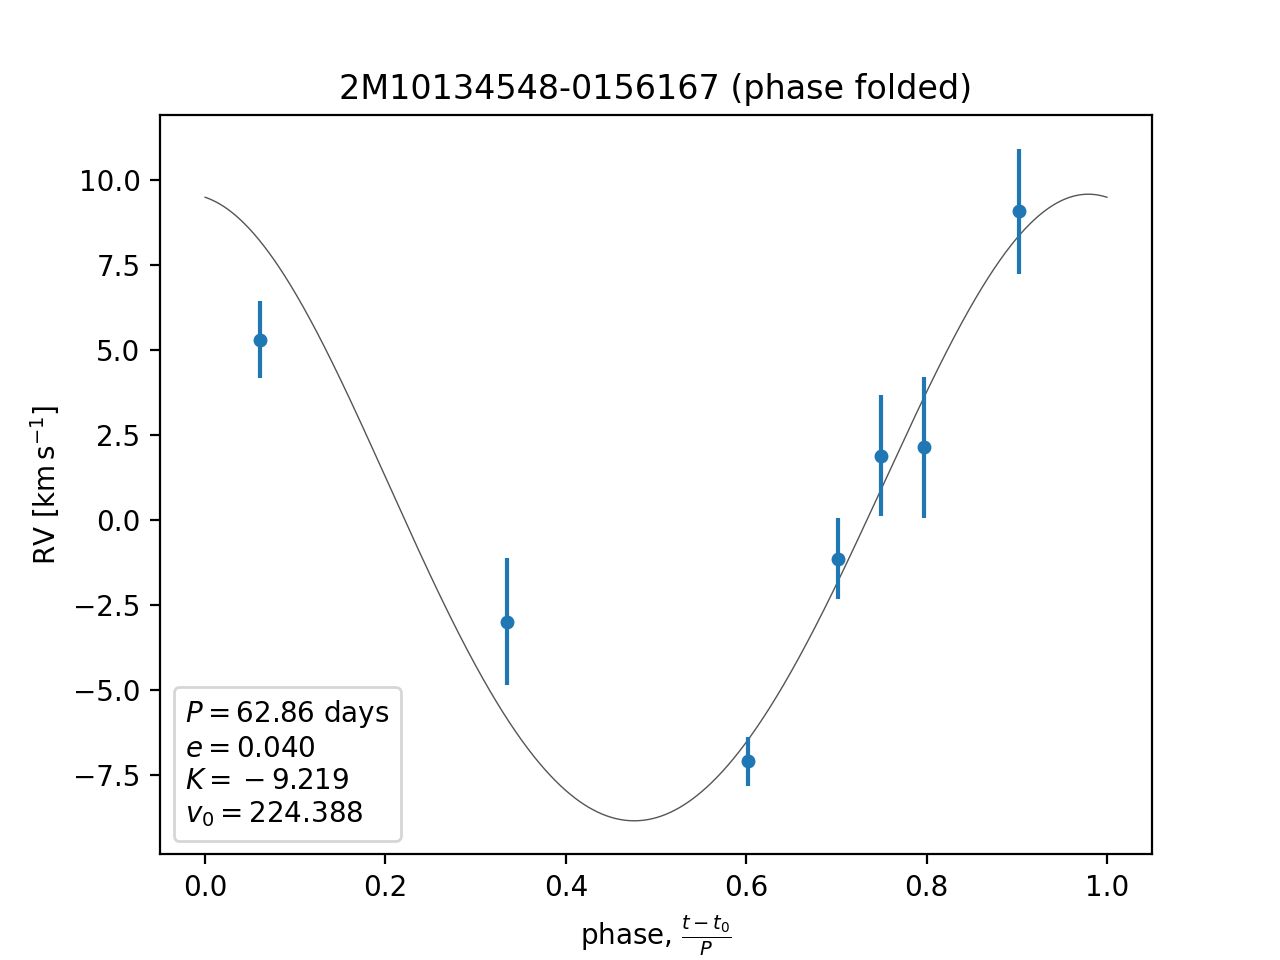 2M10134548-0156167 (phase folded)
RV [km s⁻¹]
10.0
7.5
5.0
2.5
0.0
−2.5
−5.0
−7.5
P = 62.86 days
e = 0.040
K = −9.219
v₀ = 224.388
0.0 0.2 0.4 0.6 0.8 1.0
phase, (t − t₀)/P